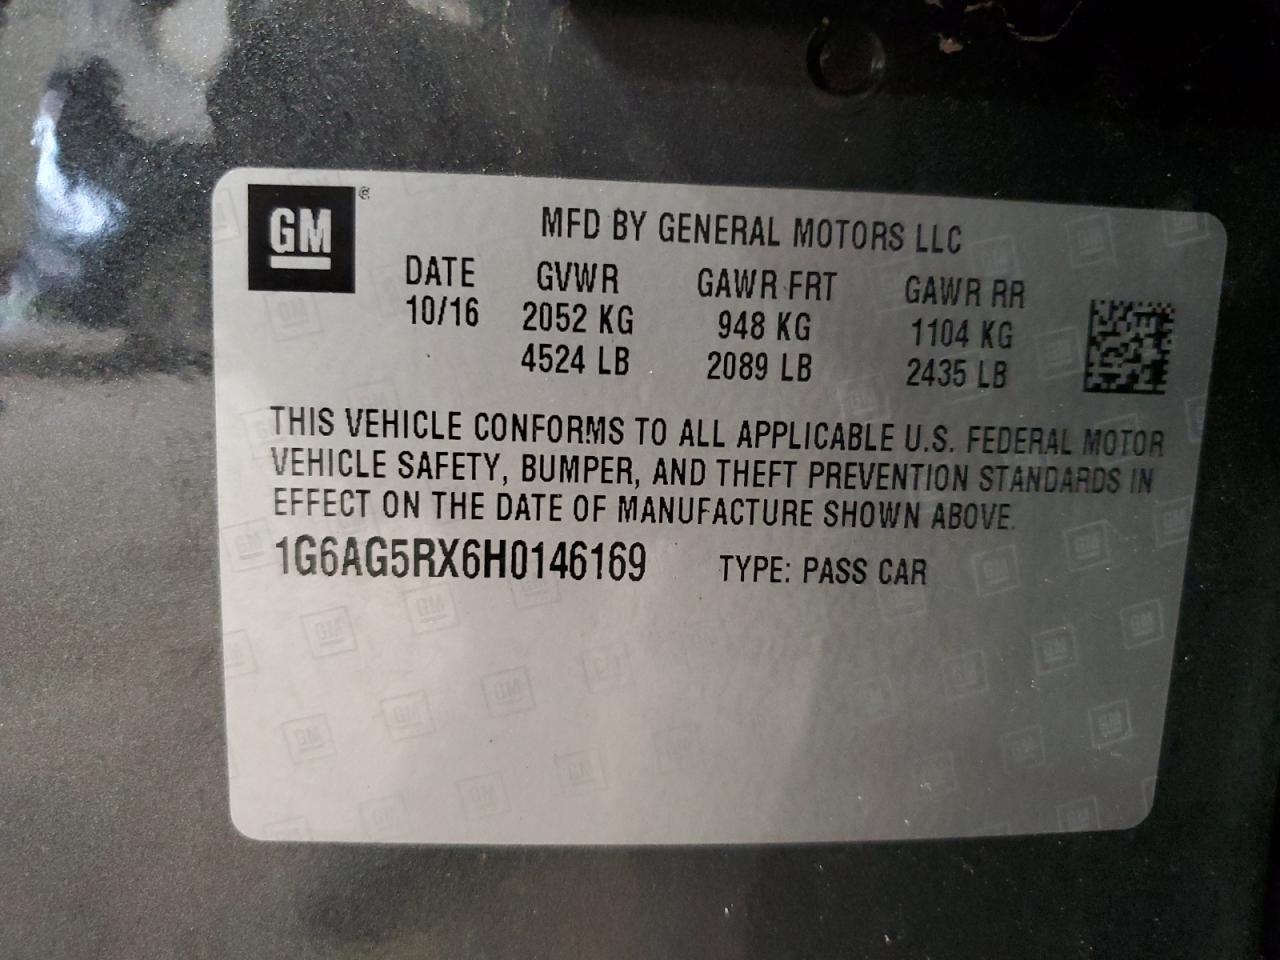 GM ®
MFD BY GENERAL MOTORS LLC
DATE GVWR GAWR FRT GAWR RR
10/16 2052 KG 948 KG 1104 KG
4524 LB 2089 LB 2435 LB
THIS VEHICLE CONFORMS TO ALL APPLICABLE U.S. FEDERAL MOTOR
VEHICLE SAFETY, BUMPER, AND THEFT PREVENTION STANDARDS IN
EFFECT ON THE DATE OF MANUFACTURE SHOWN ABOVE.
1G6AG5RX6H0146169 TYPE: PASS CAR